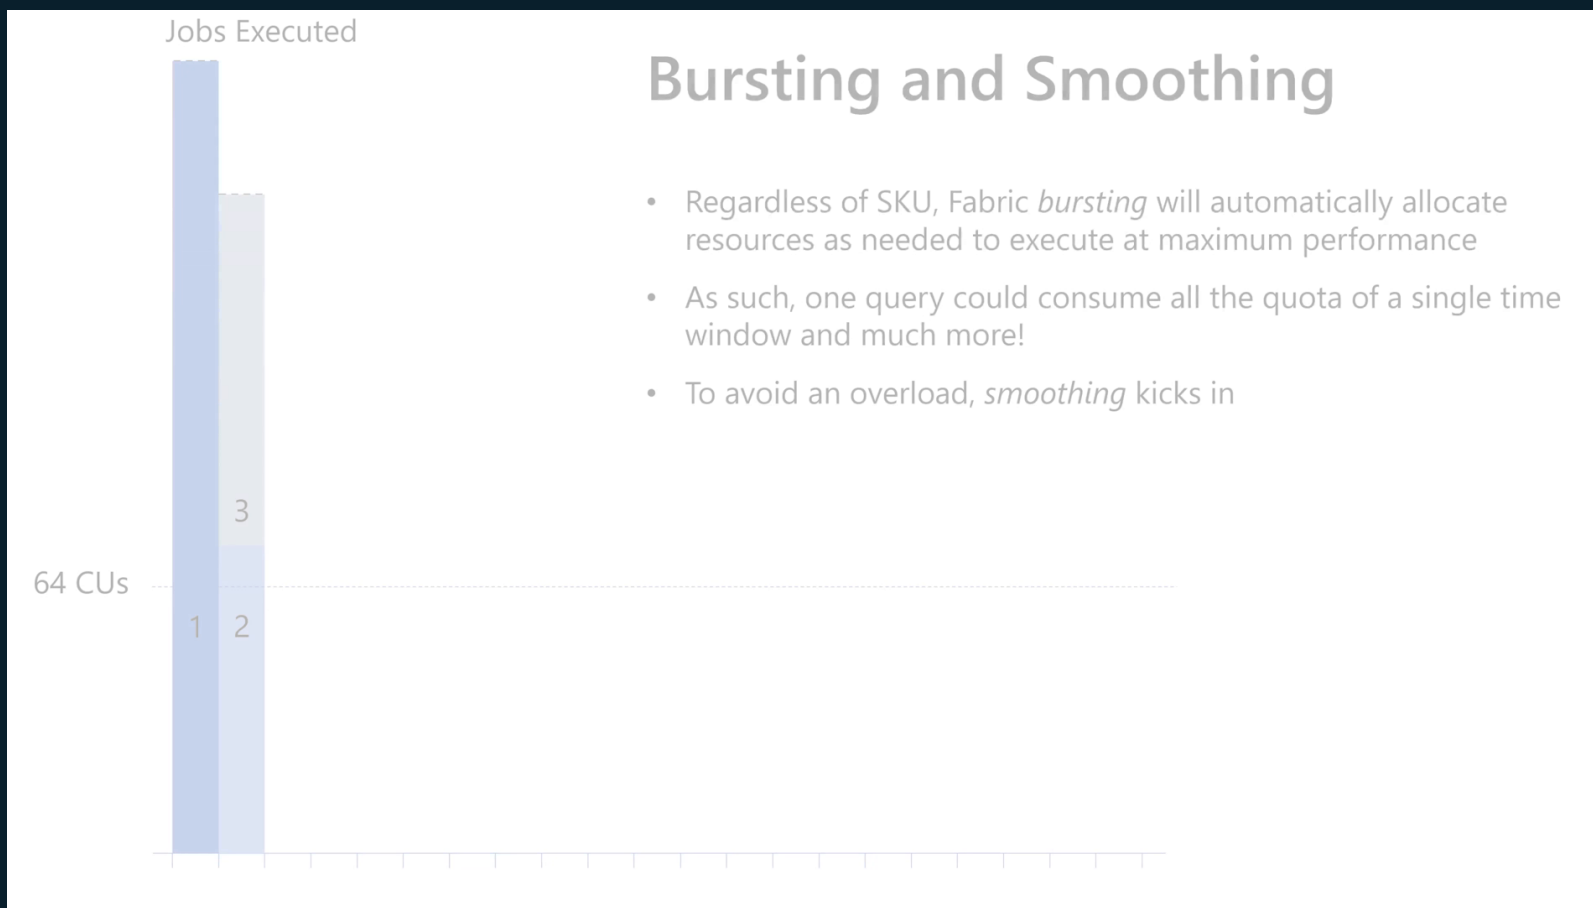 Jobs Executed
Bursting and Smoothing
• Regardless of SKU, Fabric bursting will automatically allocate
resources as needed to execute at maximum performance
• As such, one query could consume all the quota of a single time
window and much more!
• To avoid an overload, smoothing kicks in
3
64 CUs
1 2